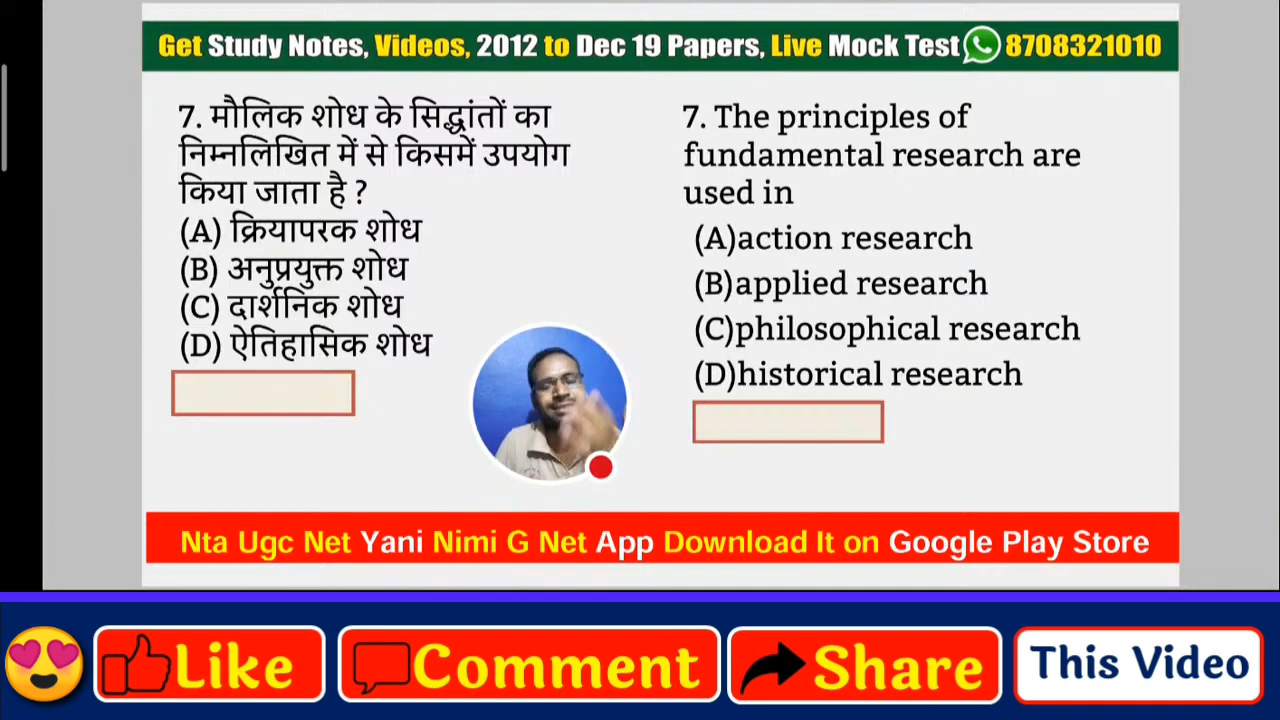 Get Study Notes, Videos, 2012 to Dec 19 Papers, Live Mock Test 8708321010
7. मौलिक शोध के सिद्धांतों का
निम्नलिखित में से किसमें उपयोग
किया जाता है ?
(A) क्रियापरक शोध
(B) अनुप्रयुक्त शोध
(C) दार्शनिक शोध
(D) ऐतिहासिक शोध
7. The principles of
fundamental research are
used in
(A)action research
(B)applied research
(C)philosophical research
(D)historical research
Nta Ugc Net Yani Nimi G Net App Download It on Google Play Store
Like
Comment
Share
This Video